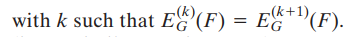 with k such that E_G^{(k)}(F) = E_G^{(k+1)}(F).